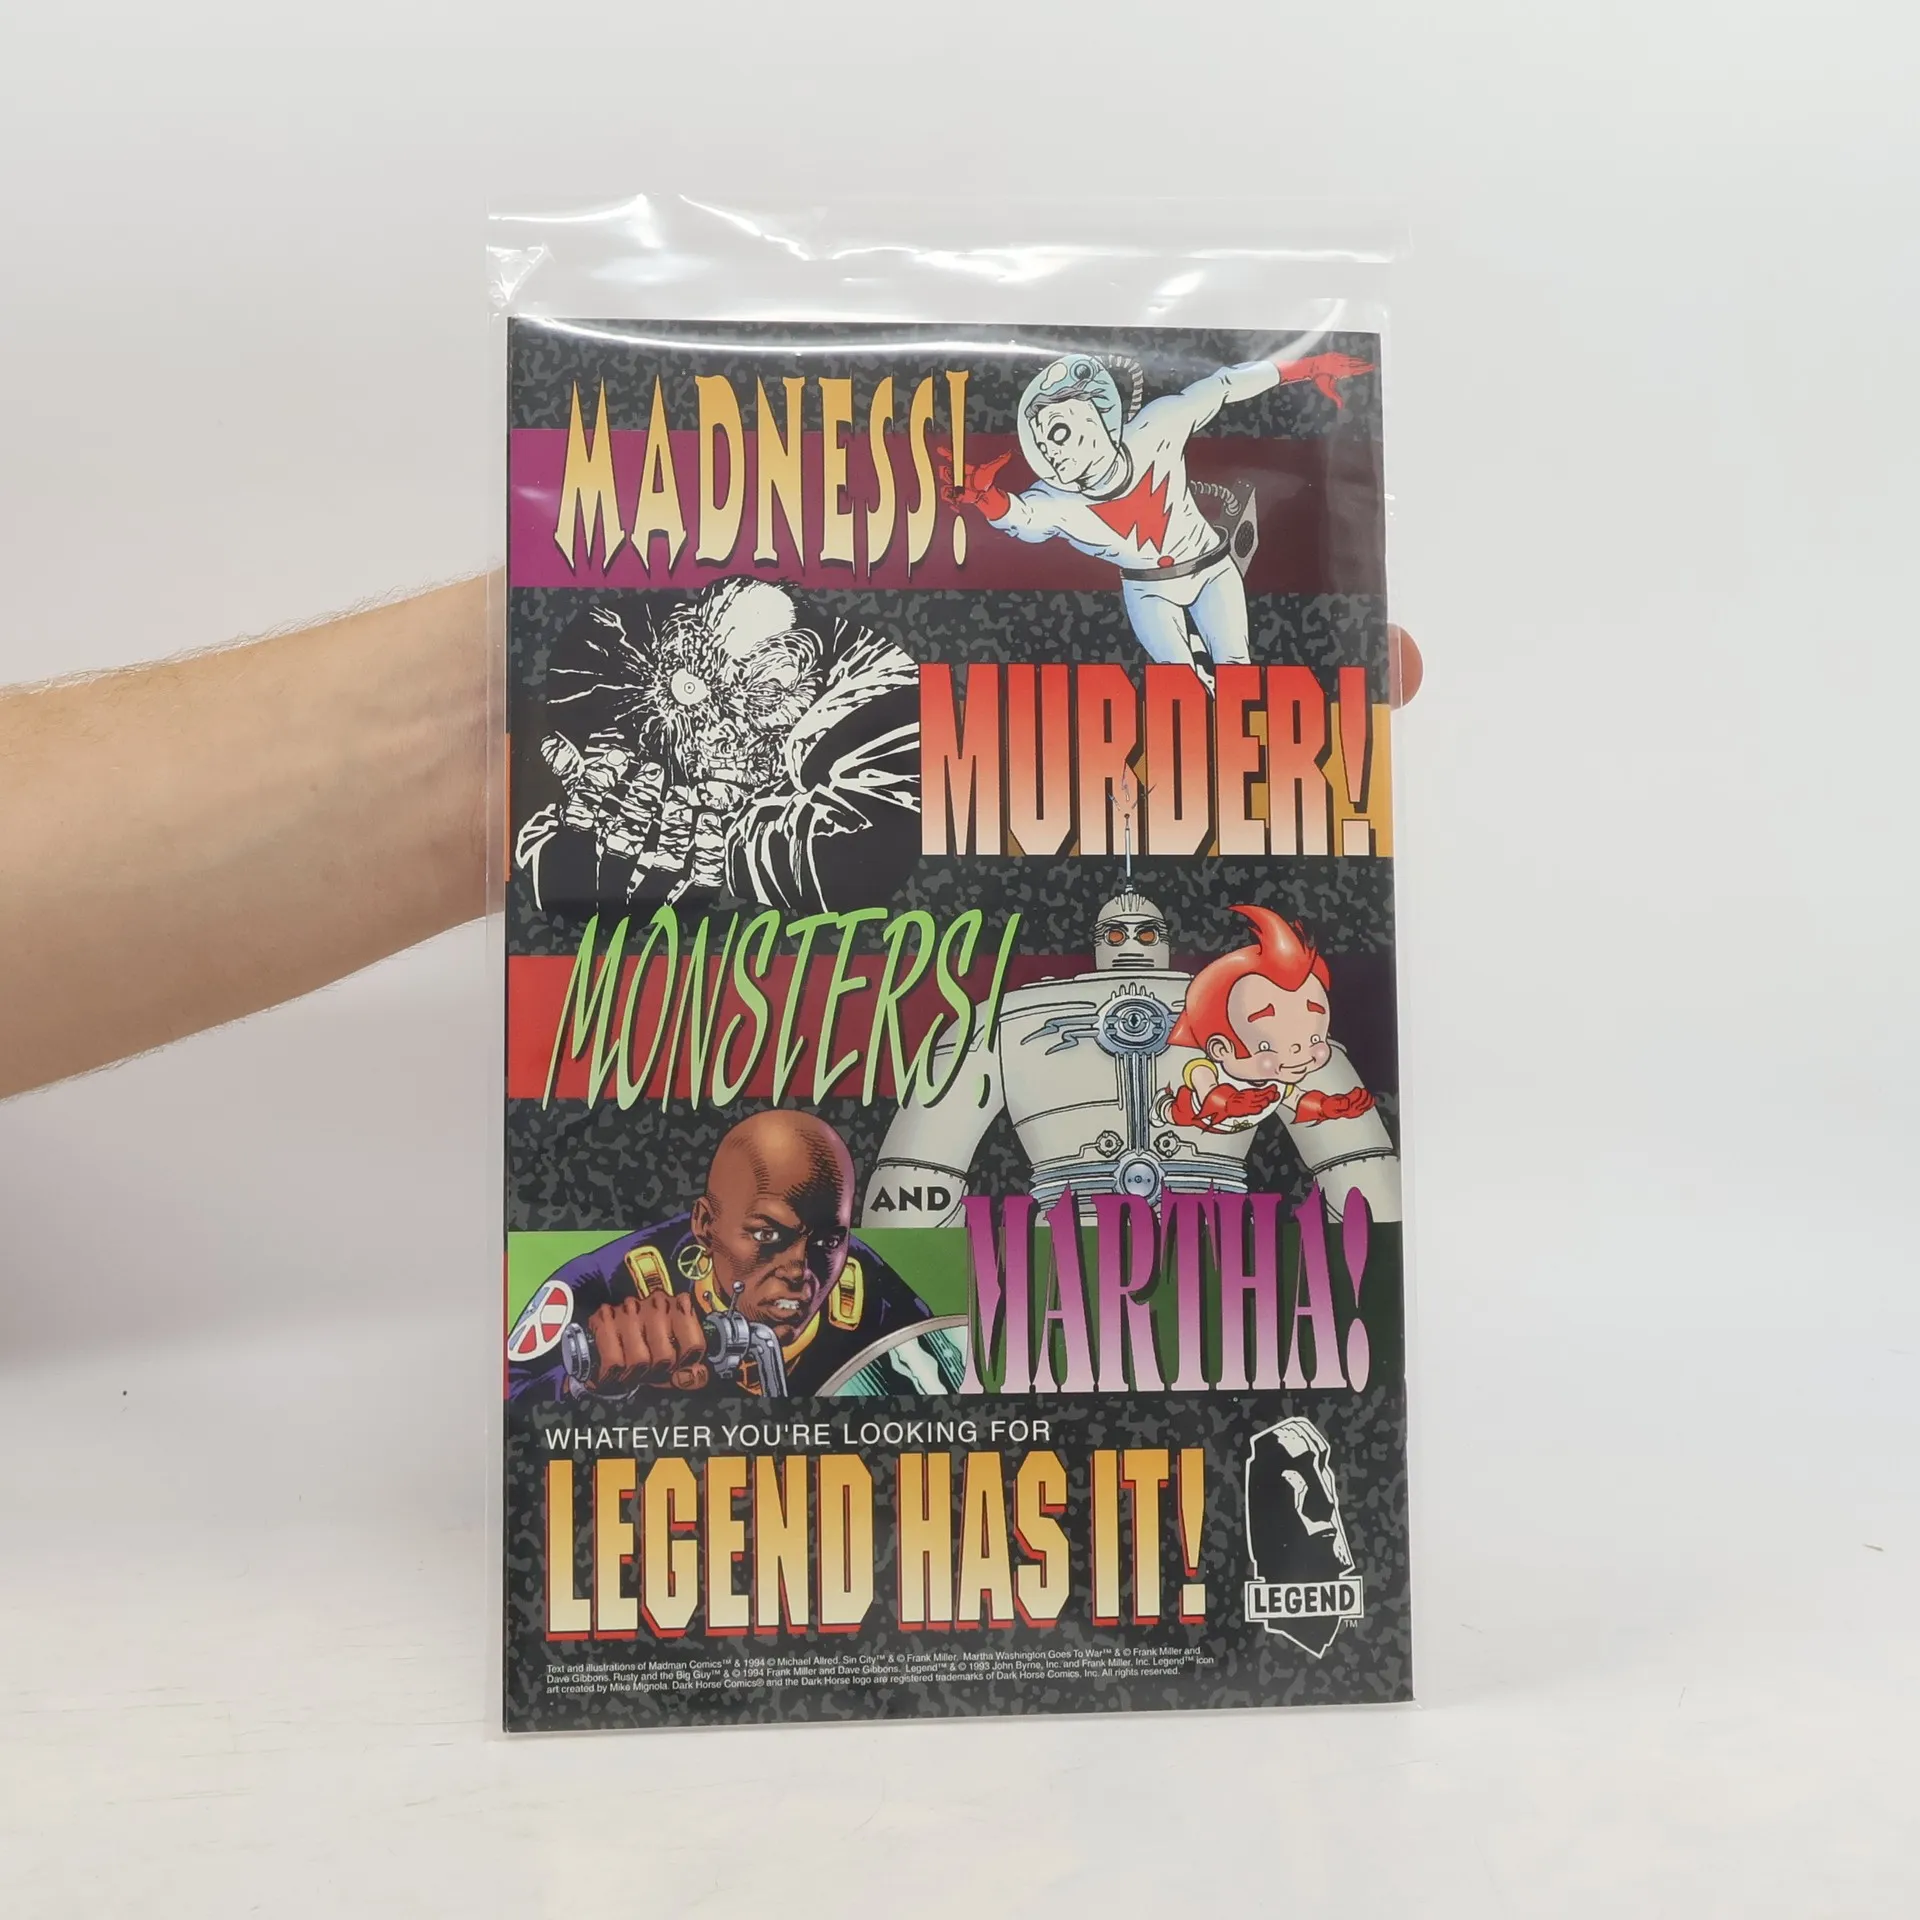 MADNESS!
MURDER!
MONSTERS!
AND
MARTHA!
WHATEVER YOU'RE LOOKING FOR
LEGEND HAS IT!
LEGEND
TM
Text and illustrations of Madman Comics™ & 1994 © Michael Allred. Sin City™ & © Frank Miller. Martha Washington Goes To War™ & © Frank Miller and
Dave Gibbons. Rusty and the Big Guy™ & © 1994 Frank Miller and Dave Gibbons. Legend™ & © 1993 John Byrne, Inc. and Frank Miller, Inc. Legend™ icon
art created by Mike Mignola. Dark Horse Comics® and the Dark Horse logo are registered trademarks of Dark Horse Comics, Inc. All rights reserved.